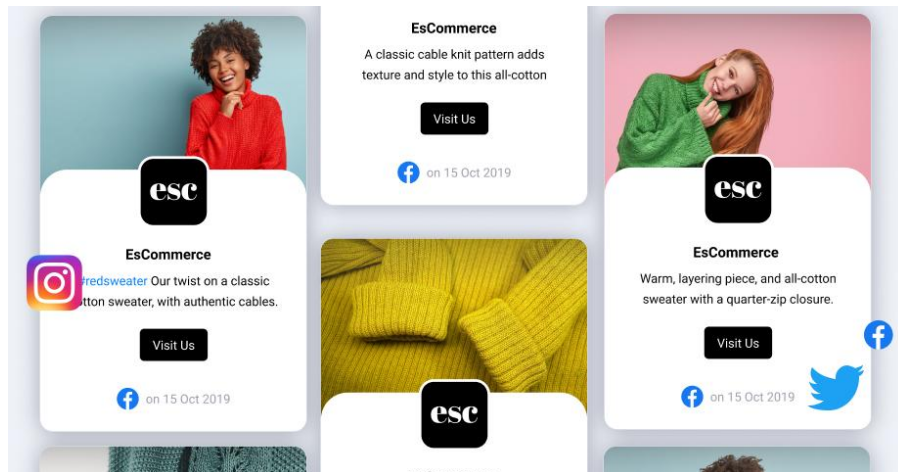 esc
EsCommerce
#redsweater Our twist on a classic
tton sweater, with authentic cables.
Visit Us
on 15 Oct 2019
EsCommerce
A classic cable knit pattern adds
texture and style to this all-cotton
Visit Us
on 15 Oct 2019
esc
esc
EsCommerce
Warm, layering piece, and all-cotton
sweater with a quarter-zip closure.
Visit Us
on 15 Oct 2019